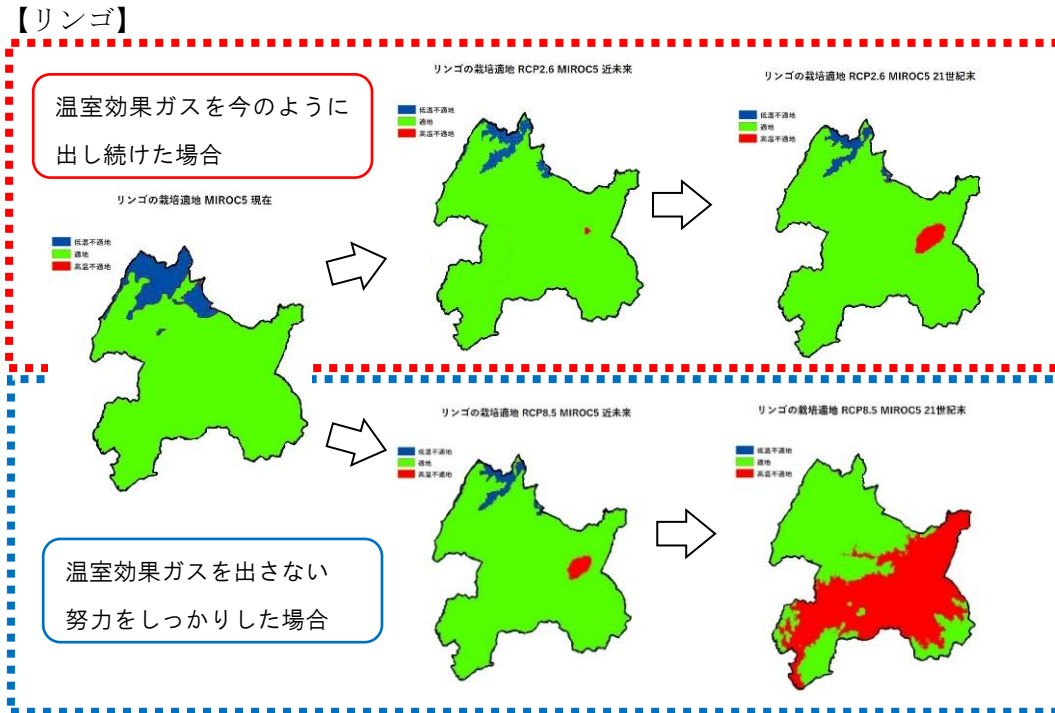 【リンゴ】
温室効果ガスを今のように
出し続けた場合
リンゴの栽培適地 MIROC5 現在
低温不適地
適地
高温不適地
リンゴの栽培適地 RCP2.6 MIROC5 近未来
低温不適地
適地
高温不適地
リンゴの栽培適地 RCP2.6 MIROC5 21世紀末
低温不適地
適地
高温不適地
リンゴの栽培適地 RCP8.5 MIROC5 近未来
低温不適地
適地
高温不適地
リンゴの栽培適地 RCP8.5 MIROC5 21世紀末
低温不適地
適地
高温不適地
温室効果ガスを出さない
努力をしっかりした場合